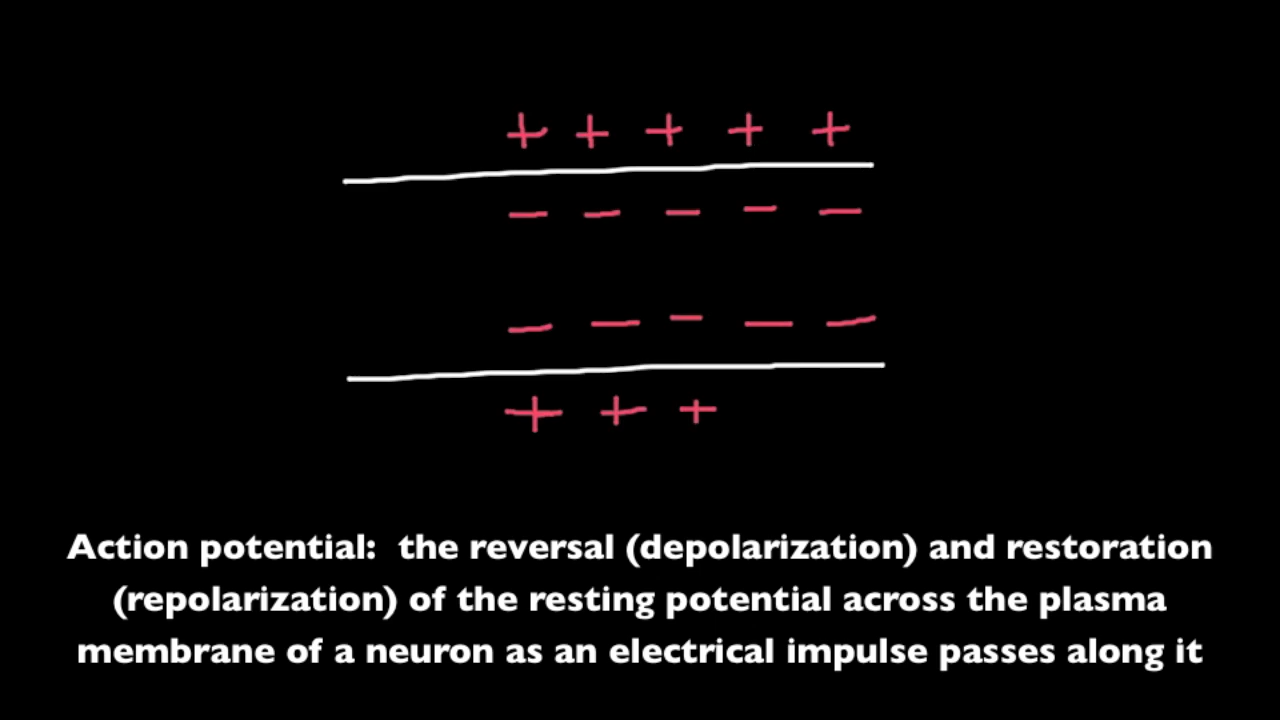 + + + + +
− − − − −
− − − − −
+ + +
Action potential: the reversal (depolarization) and restoration
(repolarization) of the resting potential across the plasma
membrane of a neuron as an electrical impulse passes along it